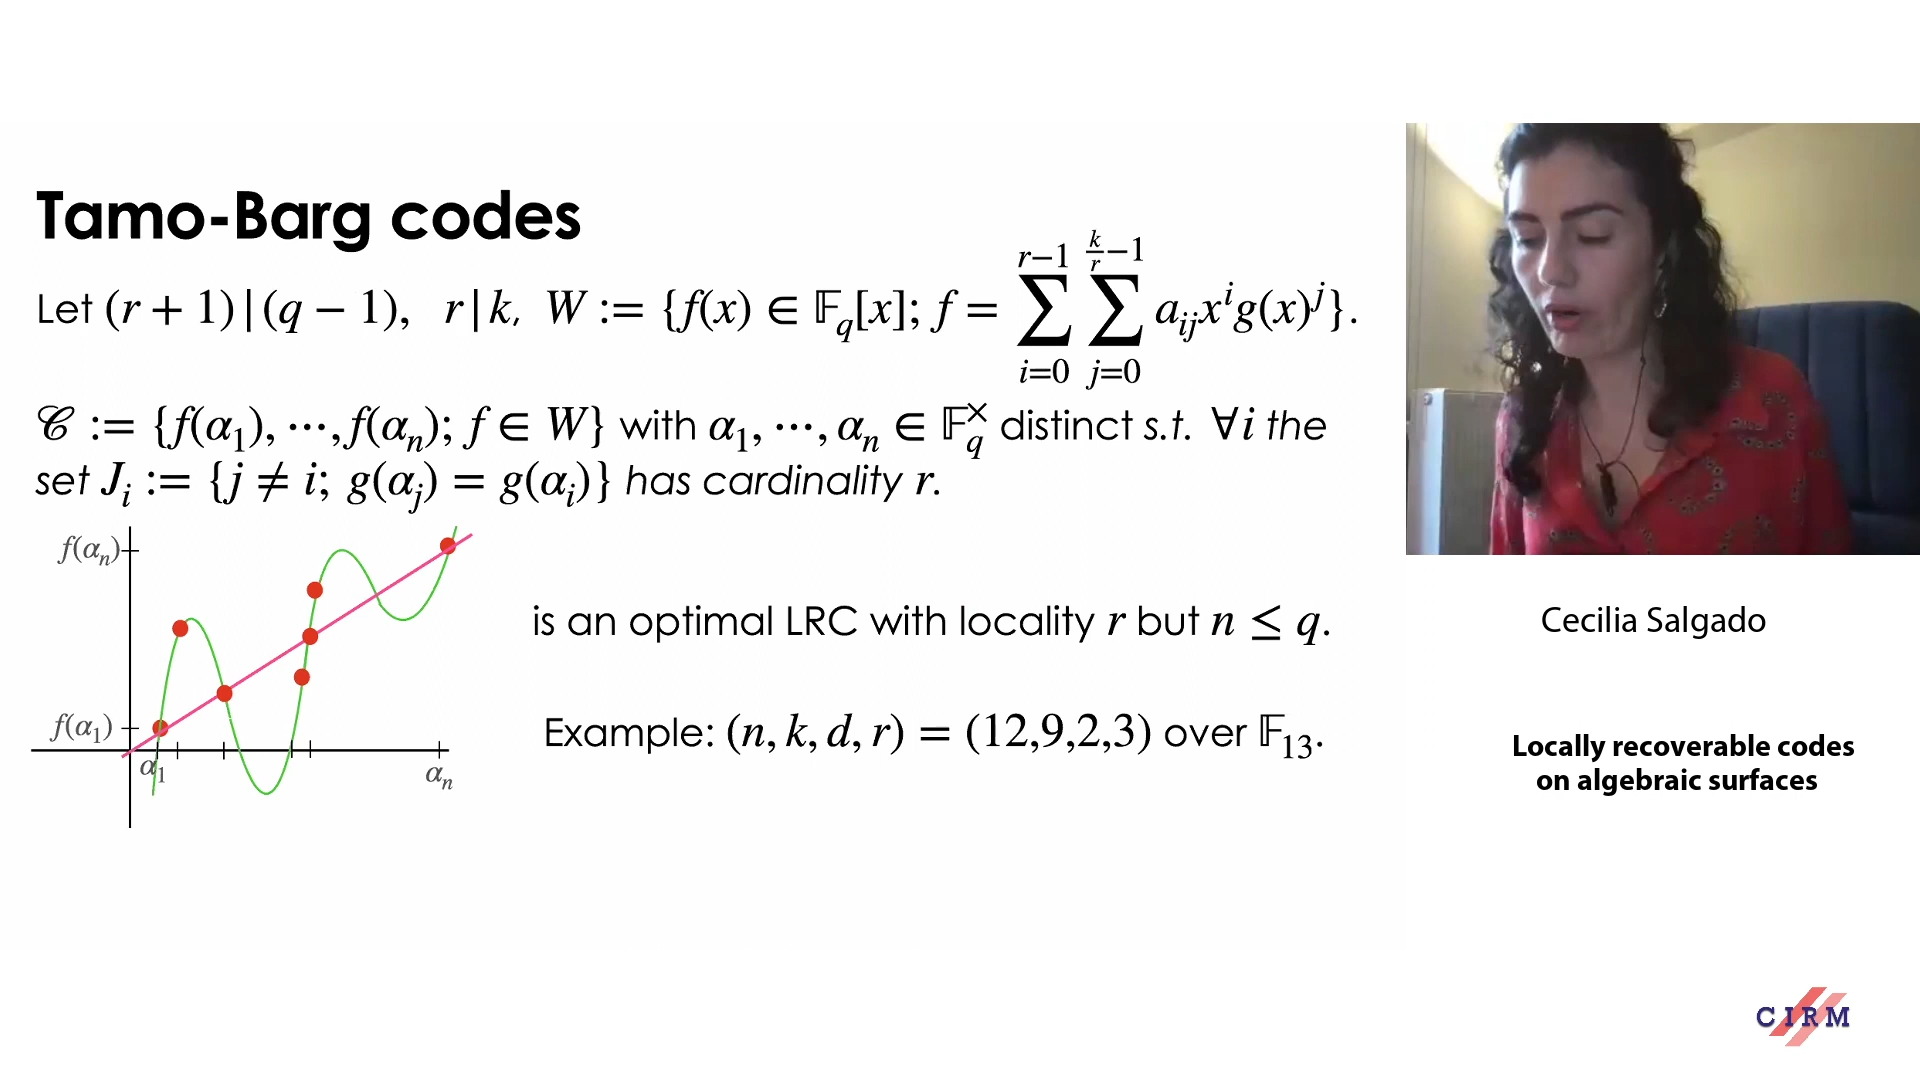 Tamo-Barg codes
Let (r + 1) | (q − 1), r | k, W := {f(x) ∈ 𝔽_q[x]; f = ∑_{i=0}^{r−1} ∑_{j=0}^{k/r−1} a_{ij}x^i g(x)^j}.
𝒞 := {f(α_1), ⋯, f(α_n); f ∈ W} with α_1, ⋯, α_n ∈ 𝔽_q^× distinct s.t. ∀i the
set J_i := {j ≠ i; g(α_j) = g(α_i)} has cardinality r.
f(α_n)
f(α_1)
α_1
α_n
is an optimal LRC with locality r but n ≤ q.
Example: (n, k, d, r) = (12,9,2,3) over 𝔽_13.
Cecilia Salgado
Locally recoverable codes
on algebraic surfaces
CIRM